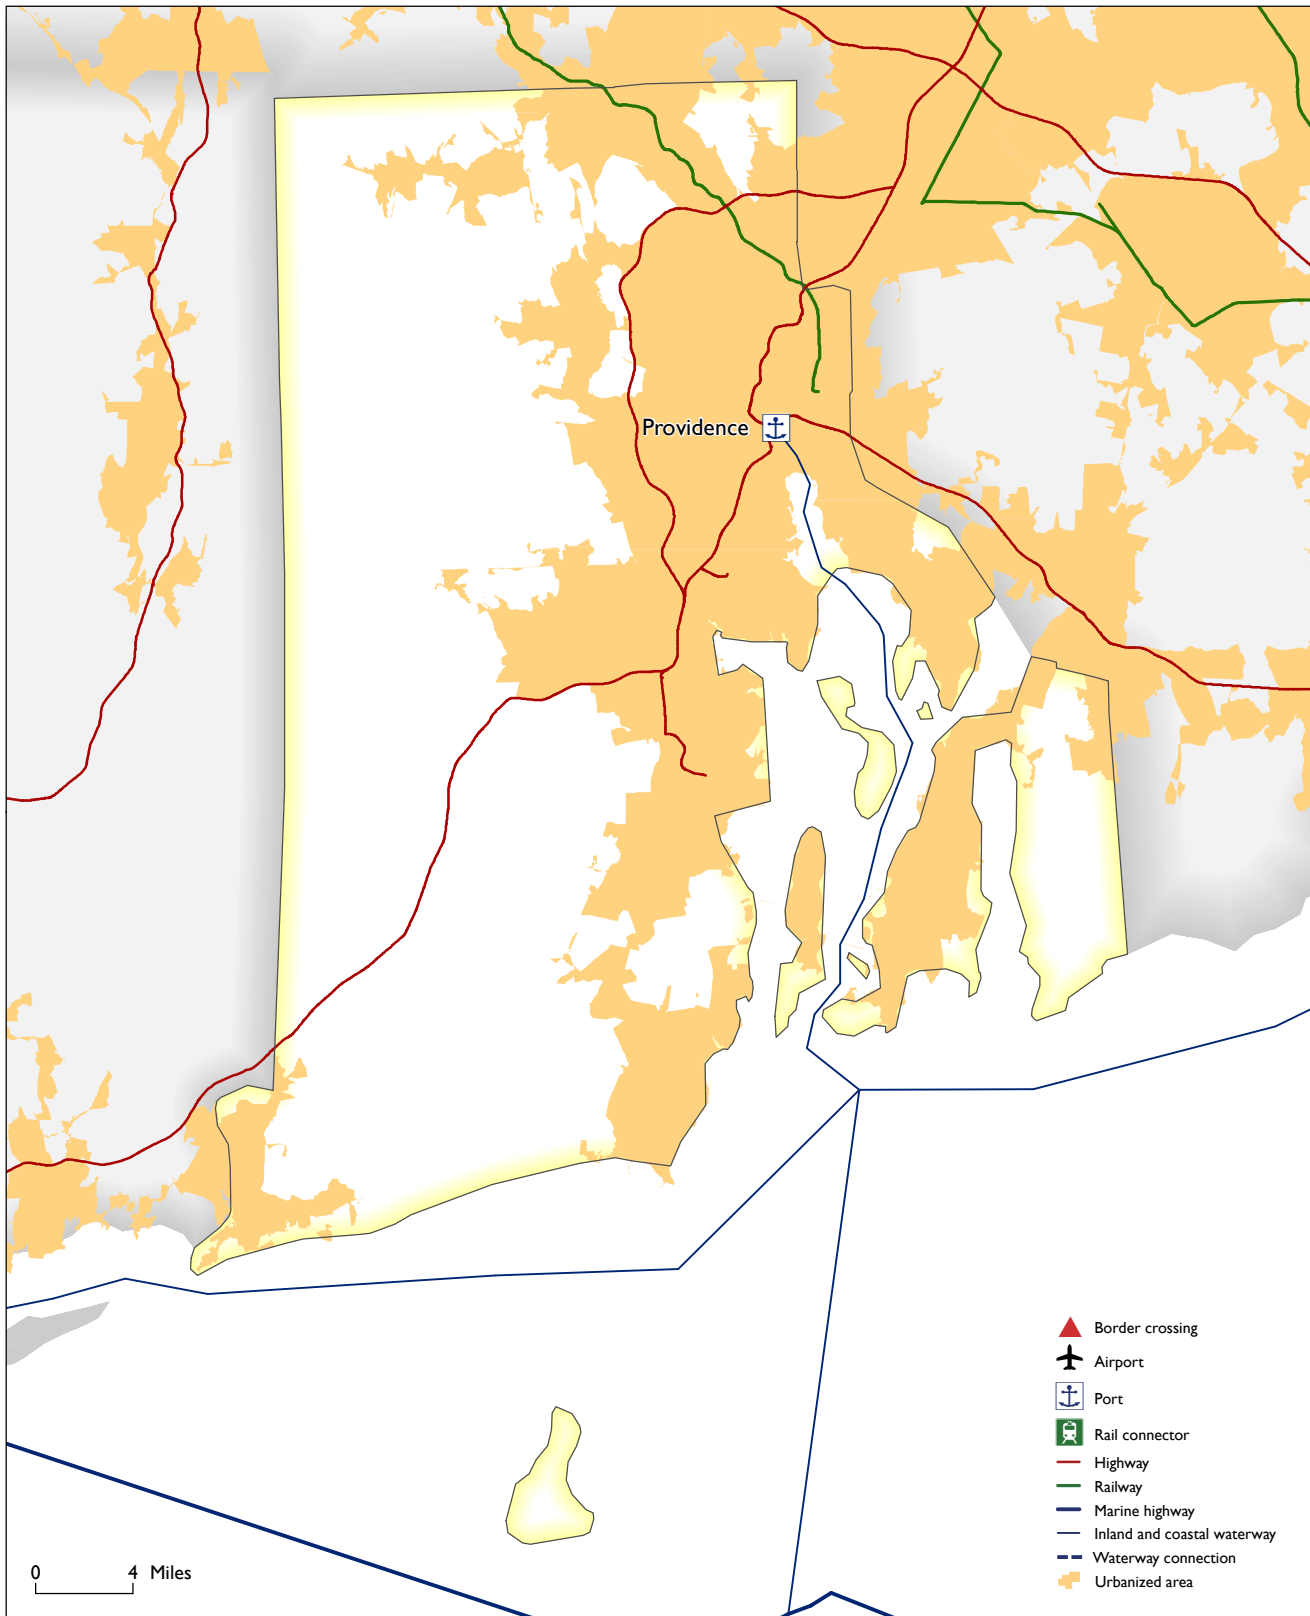 Providence
Border crossing
Airport
Port
Rail connector
Highway
Railway
Marine highway
Inland and coastal waterway
Waterway connection
Urbanized area
0 4 Miles